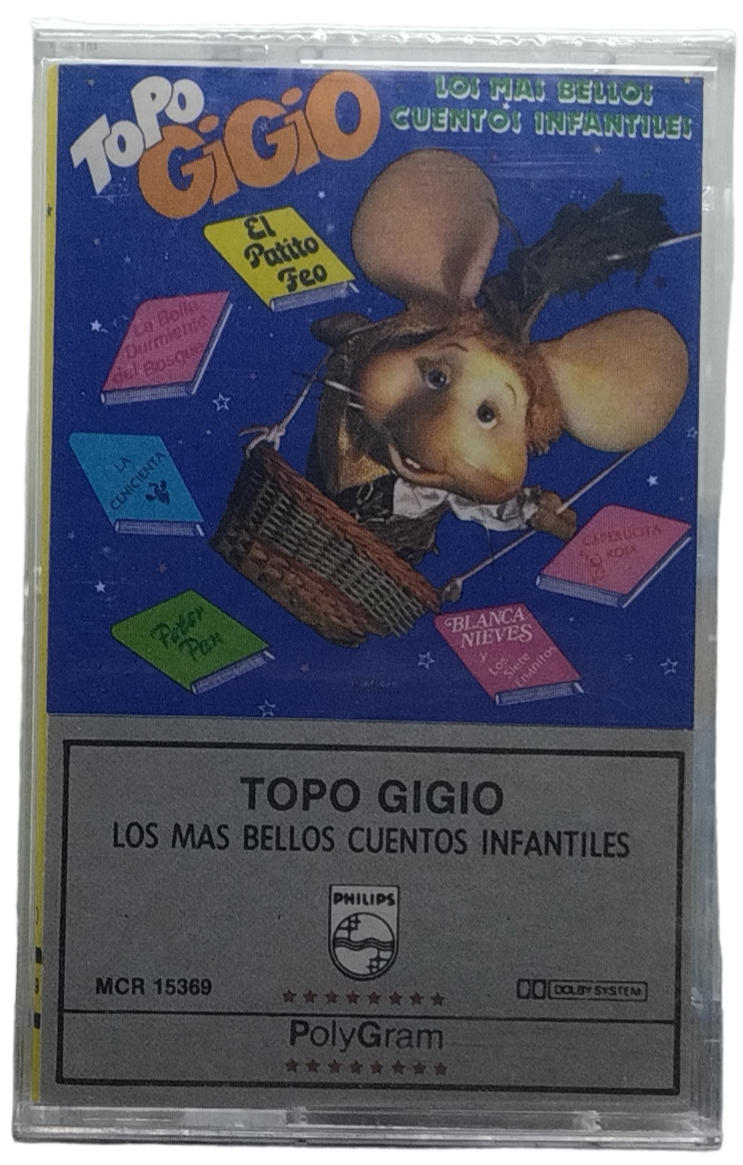 TOPO
GIGIO
LOS MAS BELLOS
CUENTOS INFANTILES
El
Patito
Feo
La Bella
Durmiente
del Bosque
LA
CENICIENTA
CAPERUCITA
ROJA
Peter
Pan
BLANCA
NIEVES
y
Los
Siete
Enanitos
TOPO GIGIO
LOS MAS BELLOS CUENTOS INFANTILES
PHILIPS
MCR 15369
DOLBY SYSTEM
PolyGram